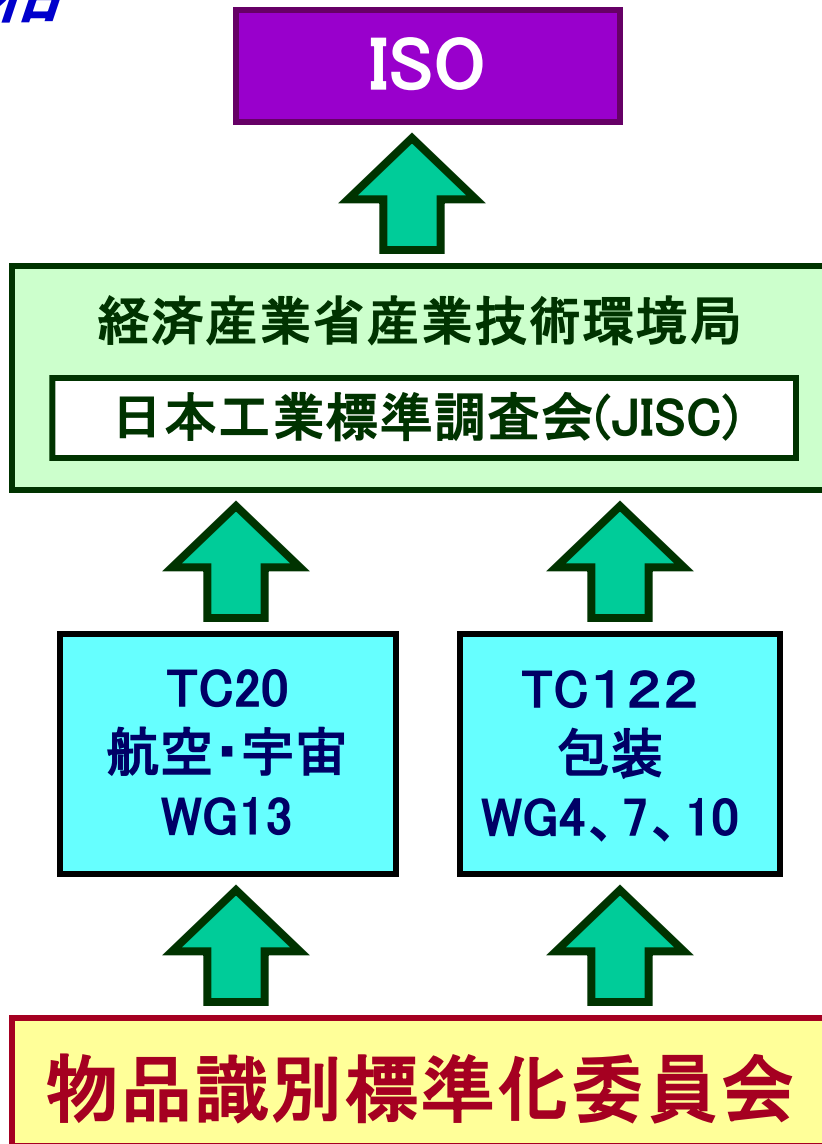 ISO
経済産業省産業技術環境局
日本工業標準調査会(JISC)
TC20
航空・宇宙
WG13
TC122
包装
WG4、7、10
物品識別標準化委員会